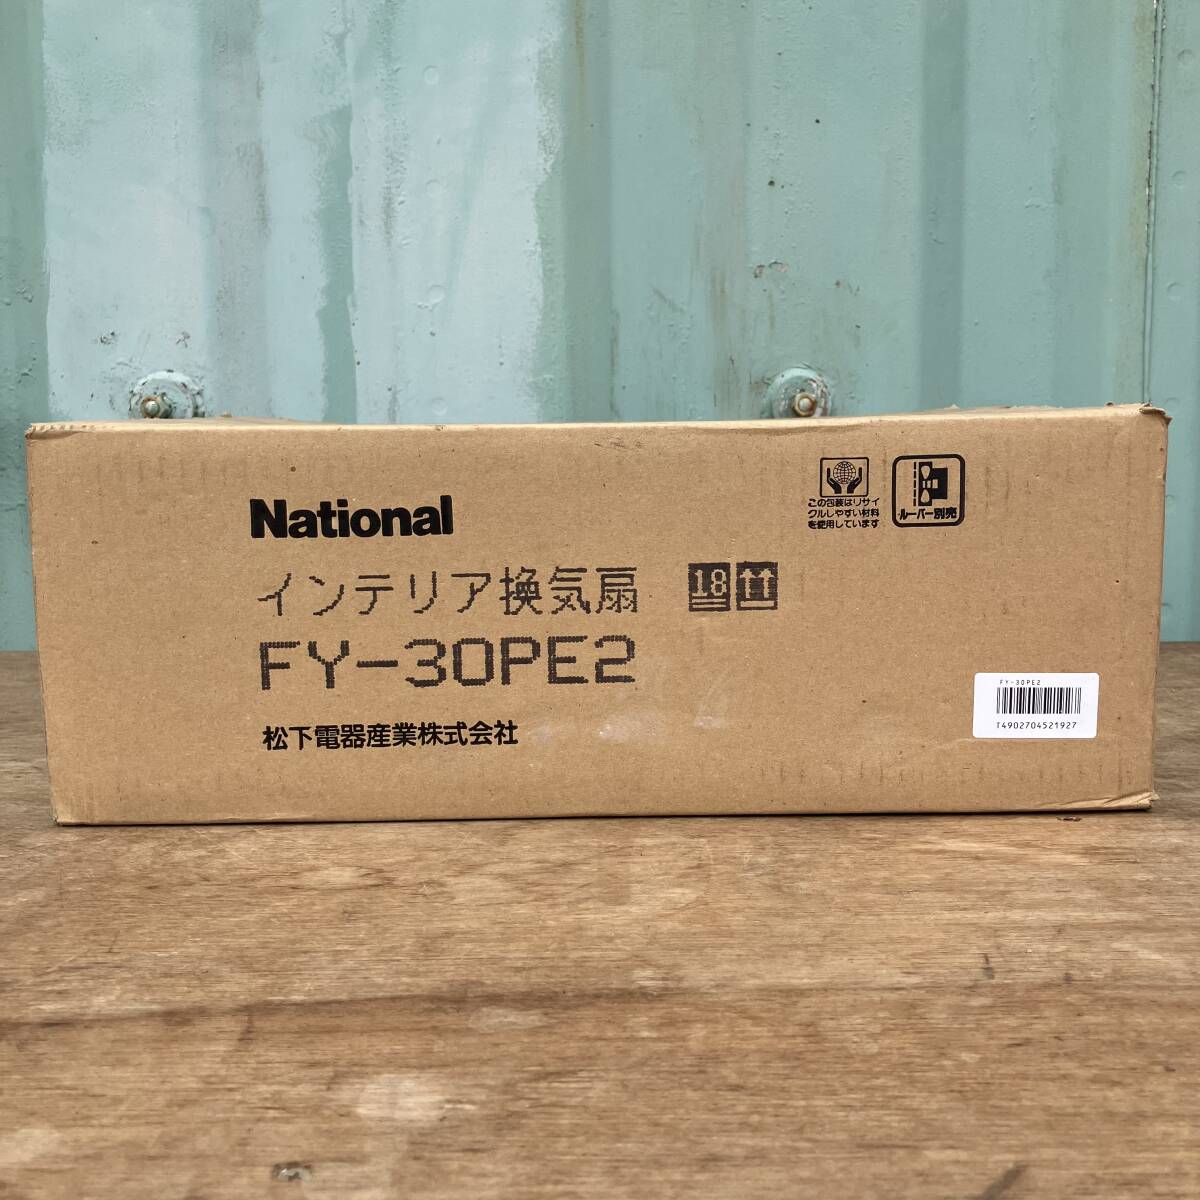 National
インテリア換気扇 18
FY-30PE2
松下電器産業株式会社
この包装はリサイ
クルしやすい材料
を使用しています
ルーバー別売
FY-30PE2
T4902704521927